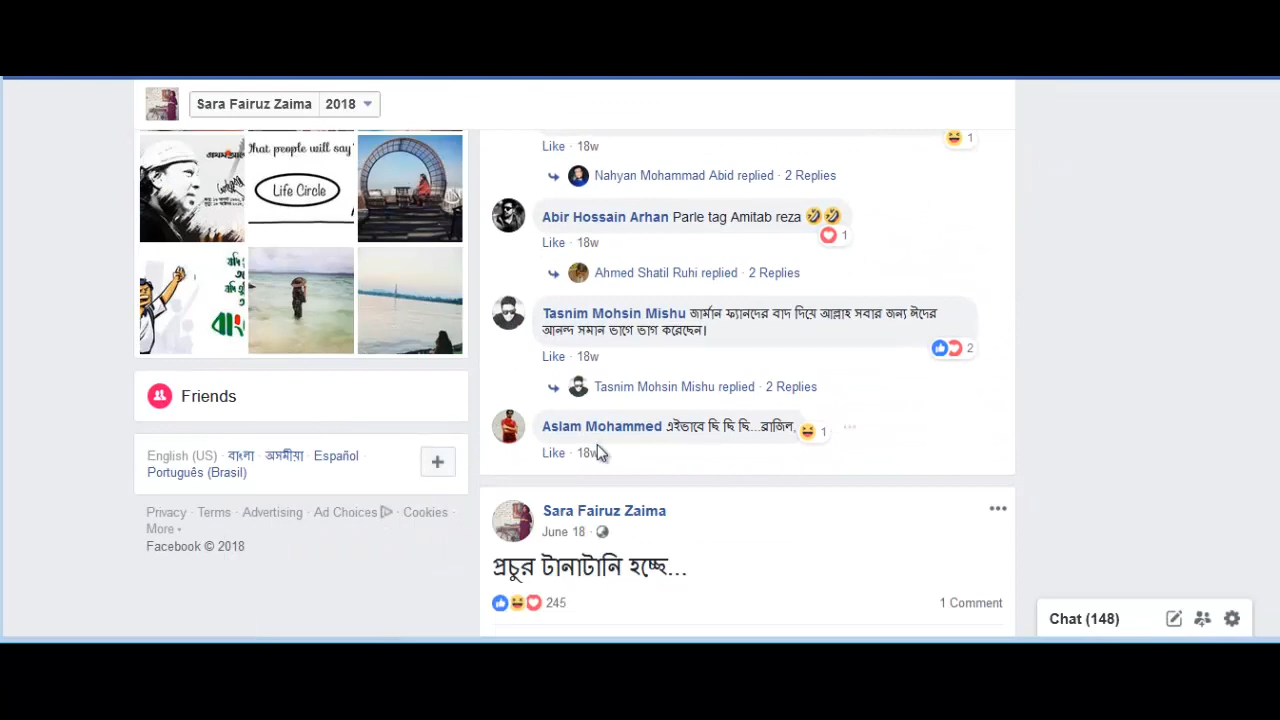 Sara Fairuz Zaima 2018
that people will say
Life Circle
Friends
English (US) · বাংলা · অসমীয়া · Español ·
Português (Brasil)
Privacy · Terms · Advertising · Ad Choices · Cookies ·
More
Facebook © 2018
1
Like · 18w
Nahyan Mohammad Abid replied · 2 Replies
Abir Hossain Arhan Parle tag Amitab reza 🤣🤣
1
Like · 18w
Ahmed Shatil Ruhi replied · 2 Replies
Tasnim Mohsin Mishu জার্মান ফ্যানদের বাদ দিয়ে আল্লাহ সবার জন্য ঈদের
আনন্দ সমান ভাগে ভাগ করেছেন।
2
Like · 18w
Tasnim Mohsin Mishu replied · 2 Replies
Aslam Mohammed এইভাবে ছি ছি ছি...ব্রাজিল,
1
Like · 18w
Sara Fairuz Zaima
June 18 ·
প্রচুর টানাটানি হচ্ছে...
245
1 Comment
Chat (148)